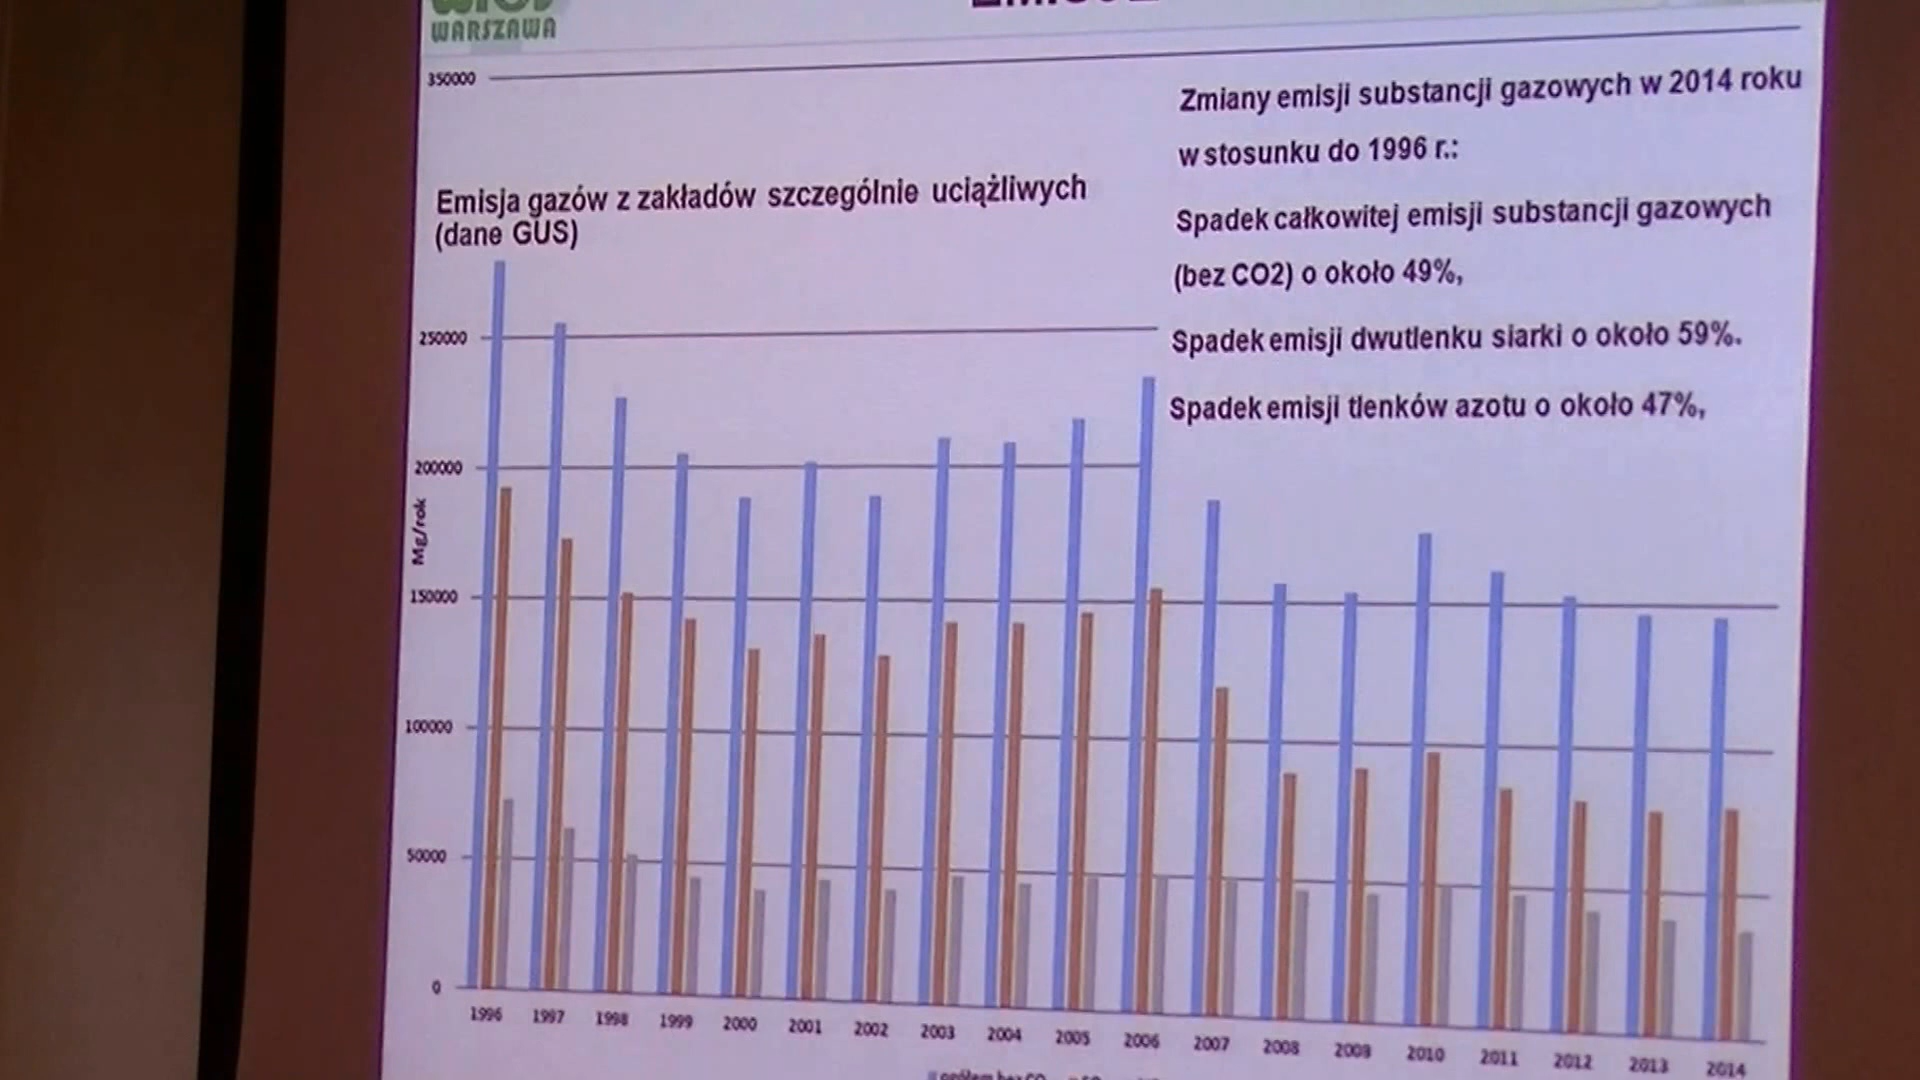 WARSZAWA
350000
Zmiany emisji substancji gazowych w 2014 roku
w stosunku do 1996 r.:
Emisja gazów z zakładów szczególnie uciążliwych
(dane GUS)
Spadek całkowitej emisji substancji gazowych
(bez CO2) o około 49%,
Spadek emisji dwutlenku siarki o około 59%.
Spadek emisji tlenków azotu o około 47%,
250000
200000
Mg/rok
150000
100000
50000
0
1996 1997 1998 1999 2000 2001 2002 2003 2004 2005 2006 2007 2008 2009 2010 2011 2012 2013 2014